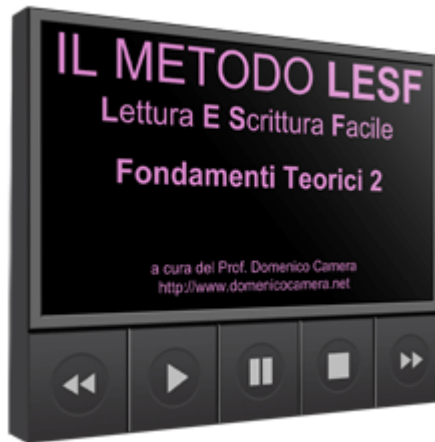 IL METODO LESF
Lettura E Scrittura Facile
Fondamenti Teorici 2
a cura del Prof. Domenico Camera
http://www.domenicocamera.net